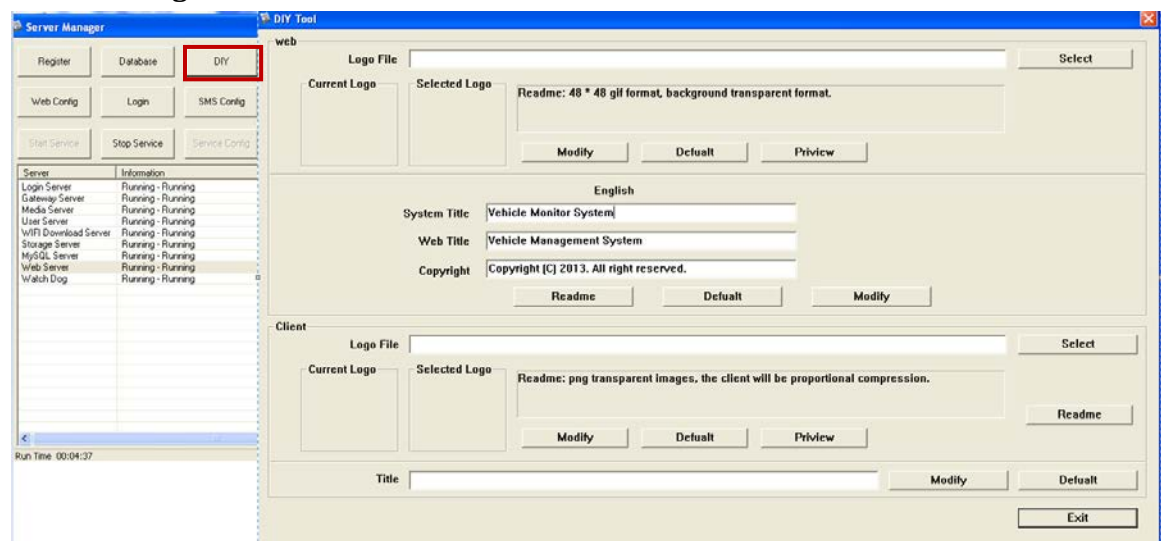 Server Manager
Register Database DIY
Web Config Login SMS Config
Start Service Stop Service Service Config
Server Information
Login Server Running - Running
Gateway Server Running - Running
Media Server Running - Running
User Server Running - Running
WIFI Download Server Running - Running
Storage Server Running - Running
MySQL Server Running - Running
Web Server Running - Running
Watch Dog Running - Running
Run Time 00:04:37
DIY Tool
web
Logo File Select
Current Logo Selected Logo
Readme: 48 * 48 gif format, background transparent format.
Modify Defualt Priview
English
System Title Vehicle Monitor System
Web Title Vehicle Management System
Copyright Copyright (C) 2013. All right reserved.
Readme Defualt Modify
Client
Logo File Select
Current Logo Selected Logo
Readme: png transparent images, the client will be proportional compression.
Readme
Modify Defualt Priview
Title Modify Defualt
Exit